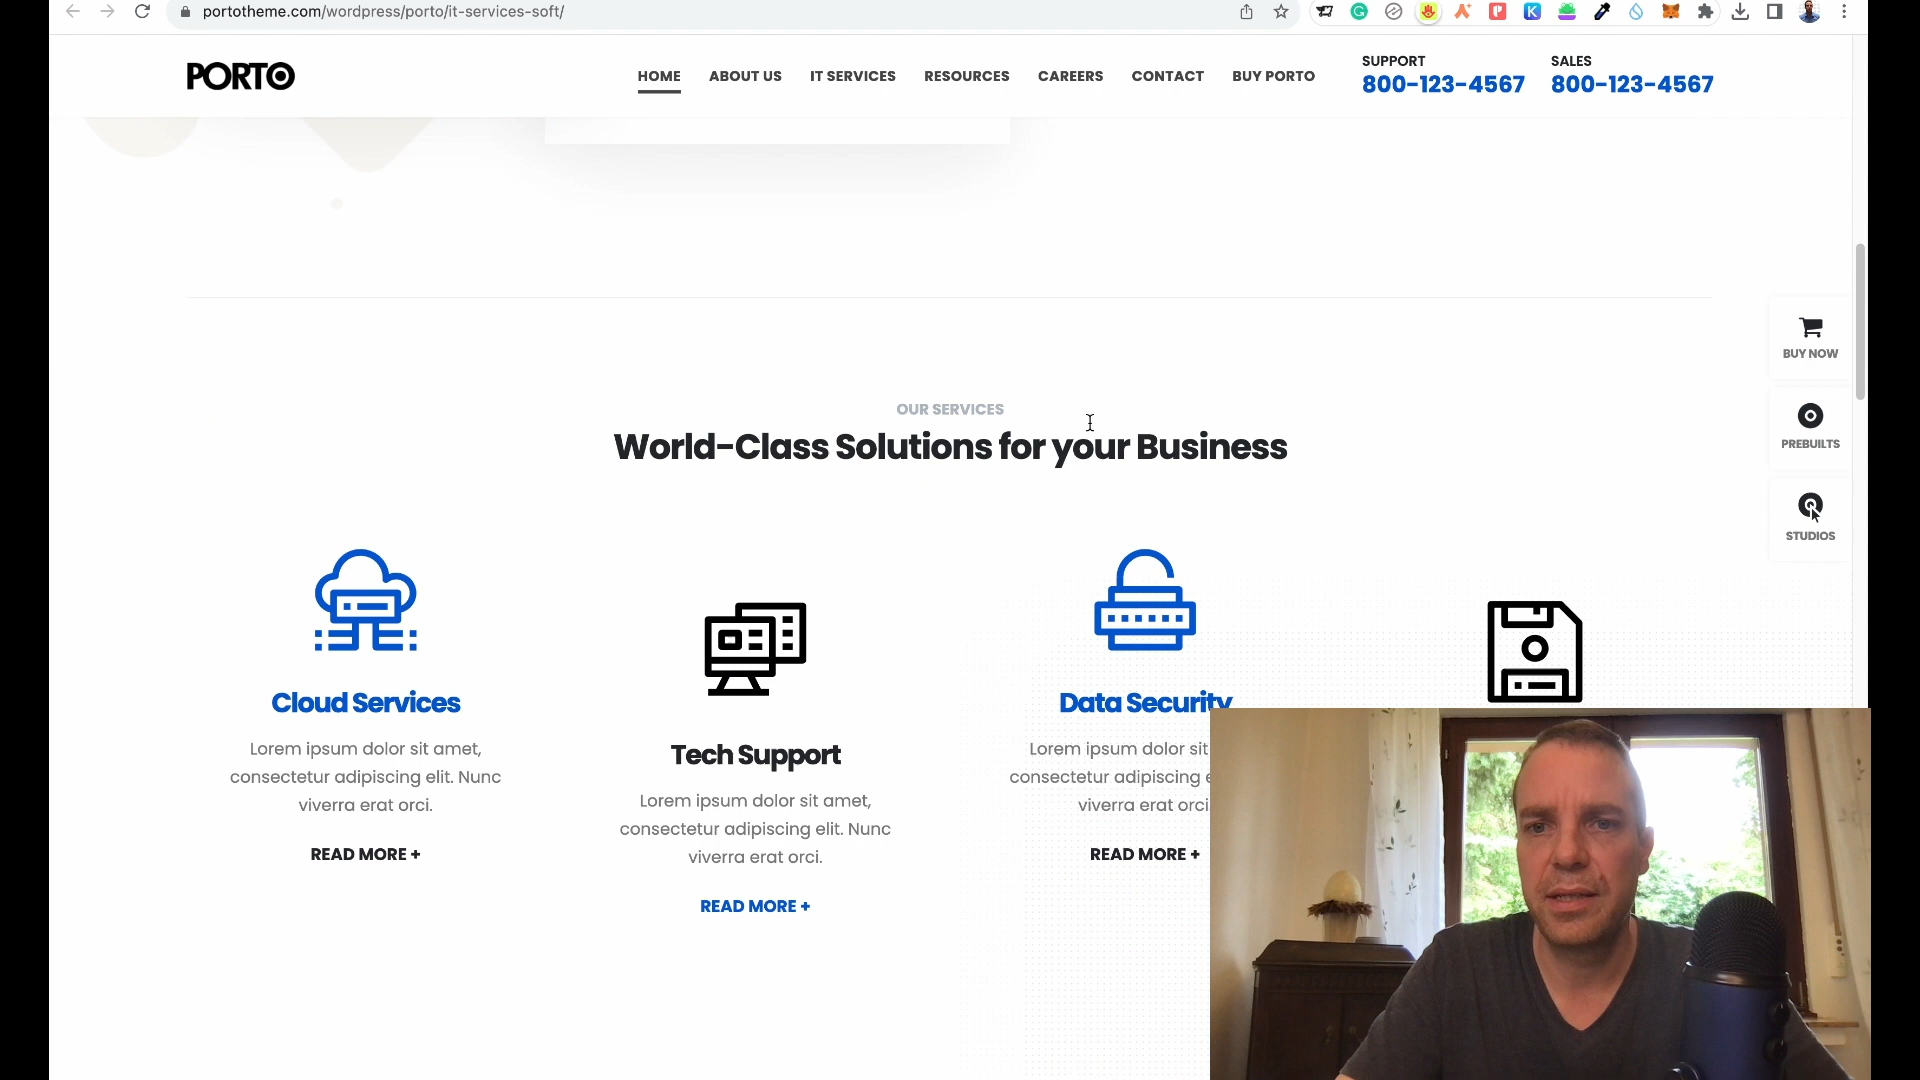 portotheme.com/wordpress/porto/it-services-soft/
PORTO
HOME
ABOUT US
IT SERVICES
RESOURCES
CAREERS
CONTACT
BUY PORTO
SUPPORT
800-123-4567
SALES
800-123-4567
BUY NOW
PREBUILTS
STUDIOS
OUR SERVICES
World-Class Solutions for your Business
Cloud Services
Lorem ipsum dolor sit amet,
consectetur adipiscing elit. Nunc
viverra erat orci.
READ MORE +
Tech Support
Lorem ipsum dolor sit amet,
consectetur adipiscing elit. Nunc
viverra erat orci.
READ MORE +
Data Security
Lorem ipsum dolor sit
consectetur adipiscing
viverra erat orci
READ MORE +